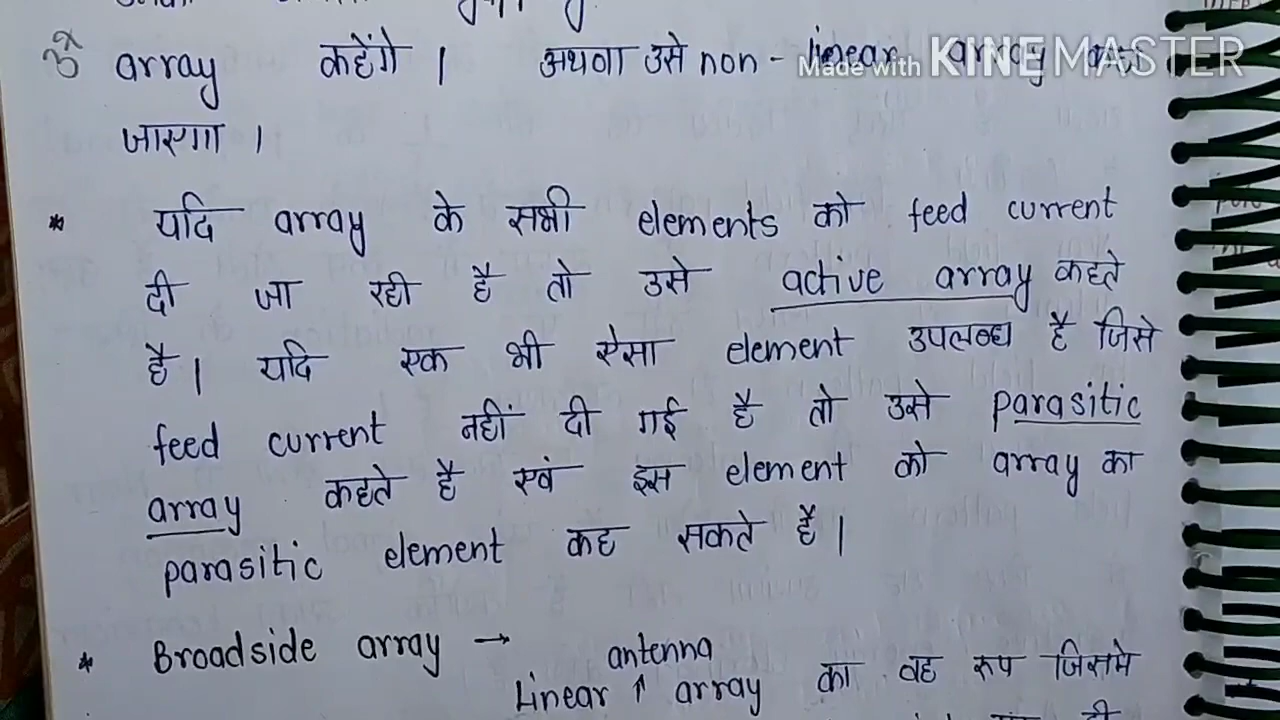 array कहेंगे । अथवा उसे non - linear array कहा
Made with KINEMASTER
जाएगा ।
* यदि array के सभी elements को feed current
दी जा रही है तो उसे active array कहते
है । यदि एक भी ऐसा element उपलब्ध है जिसे
feed current नहीं दी गई है तो उसे parasitic
array कहते है एवं इस element को array का
parasitic element कह सकते है ।
* Broadside array → antenna
Linear ↑ array का वह रूप जिसमे